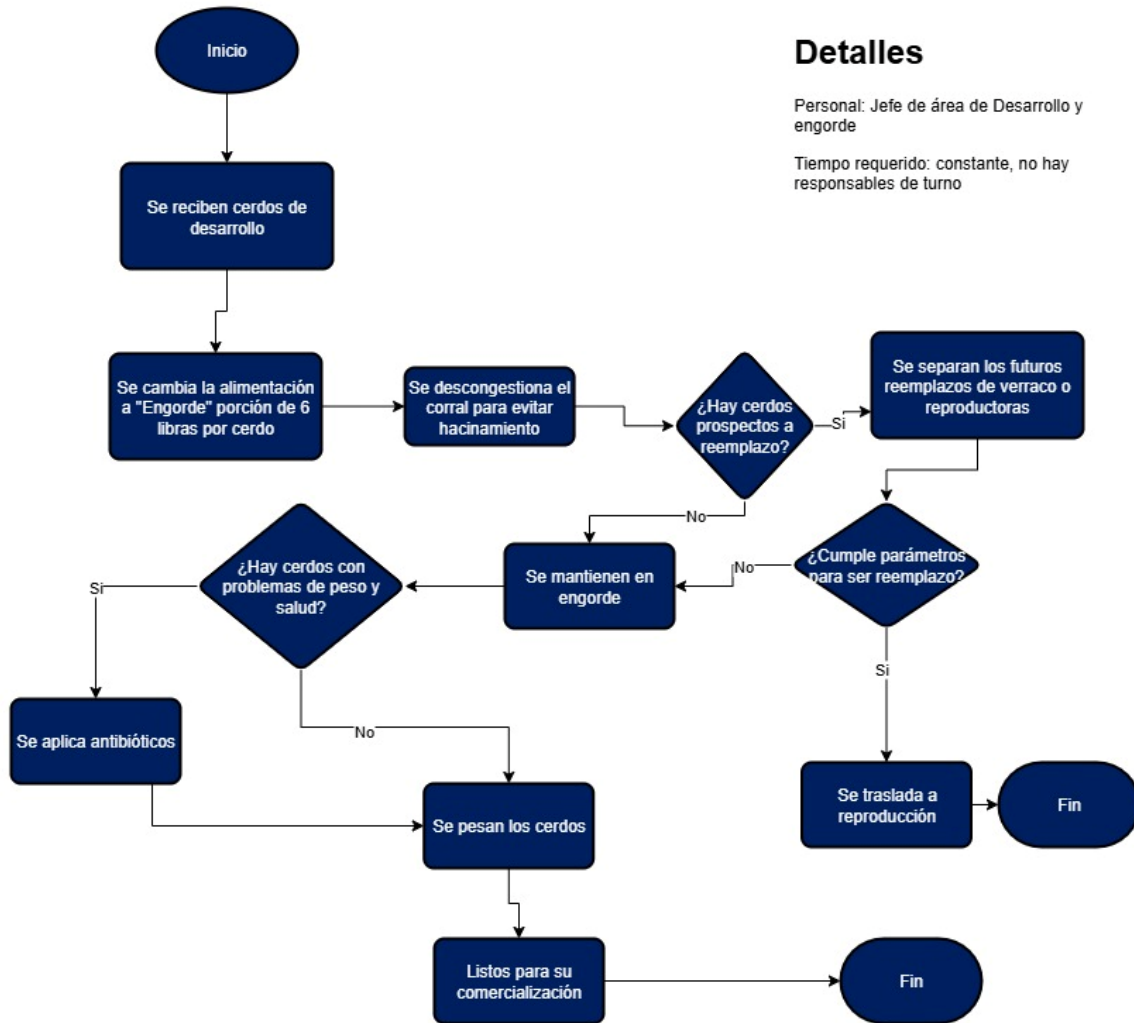 Inicio
Detalles
Personal: Jefe de área de Desarrollo y
engorde
Tiempo requerido: constante, no hay
responsables de turno
Se reciben cerdos de
desarrollo
Se cambia la alimentación
a "Engorde" porción de 6
libras por cerdo
Se descongestiona el
corral para evitar
hacinamiento
¿Hay cerdos
prospectos a
reemplazo?
Si
Se separan los futuros
reemplazos de verraco o
reproductoras
No
¿Cumple parámetros
para ser reemplazo?
No
Se mantienen en
engorde
¿Hay cerdos con
problemas de peso y
salud?
Si
Si
Se aplica antibióticos
No
Se pesan los cerdos
Se traslada a
reproducción
Fin
Listos para su
comercialización
Fin